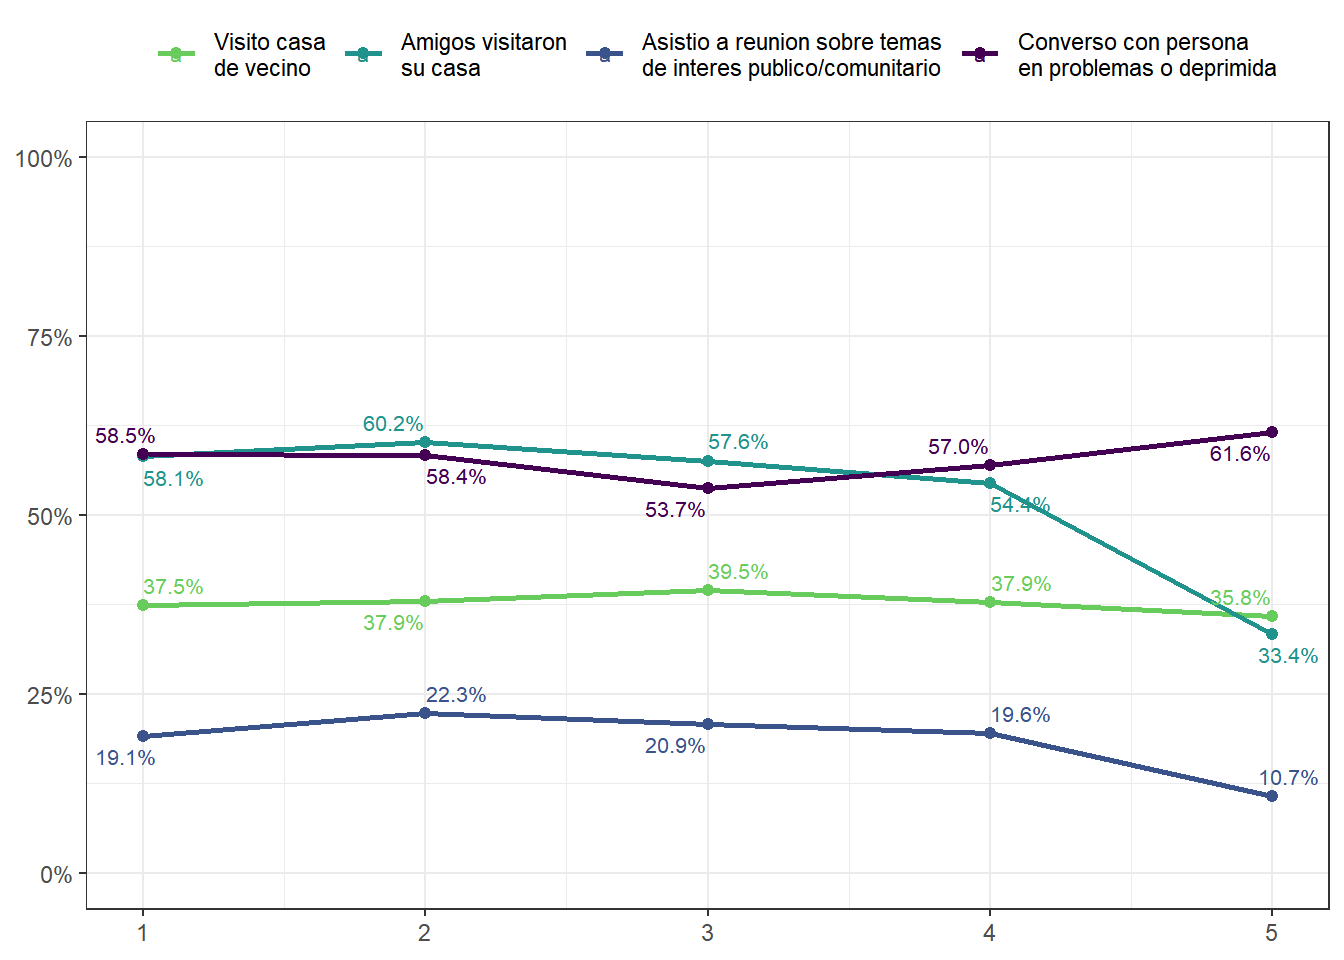 Visito casa
de vecino
Amigos visitaron
su casa
Asistio a reunion sobre temas
de interes publico/comunitario
Converso con persona
en problemas o deprimida
a
a
a
a
100%
75%
50%
25%
0%
58.5%
58.1%
37.5%
19.1%
60.2%
58.4%
37.9%
22.3%
57.6%
53.7%
39.5%
20.9%
57.0%
54.4%
37.9%
19.6%
61.6%
35.8%
33.4%
10.7%
1
2
3
4
5